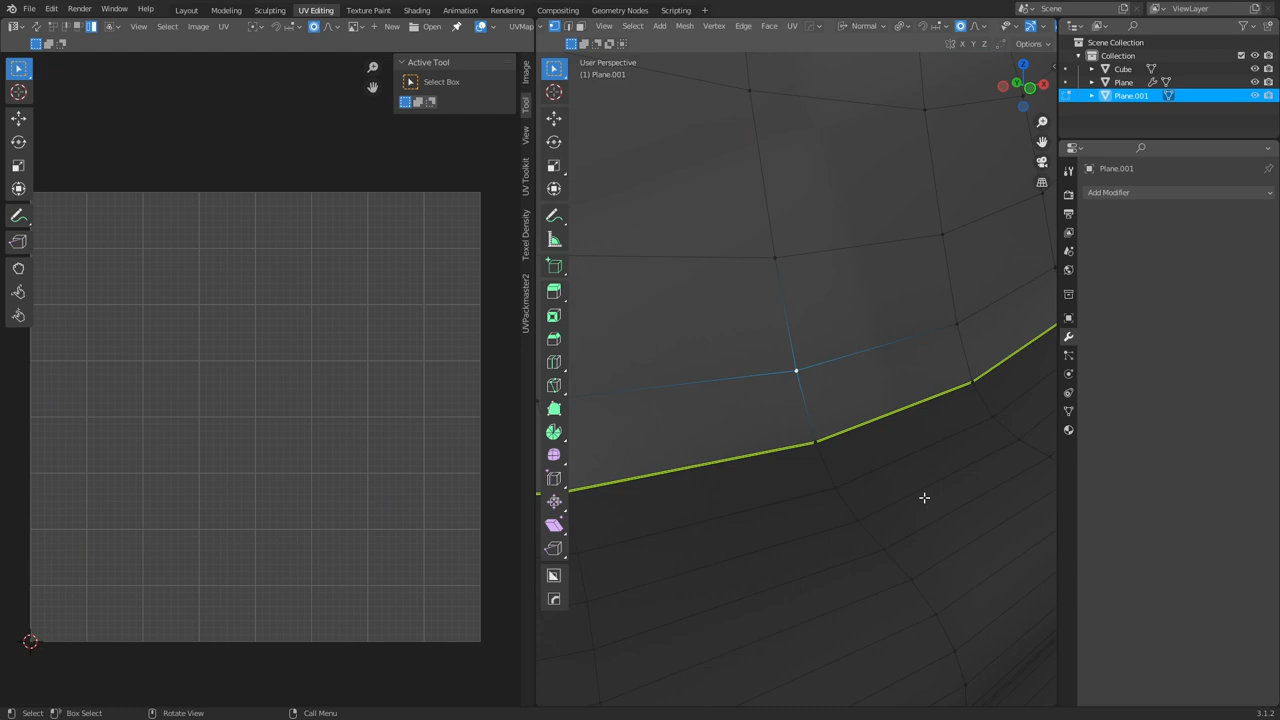 File Edit Render Window Help Layout Modeling Sculpting UV Editing Texture Paint Shading Animation Rendering Compositing Geometry Nodes Scripting + Scene ViewLayer
View Select Image UV New Open UVMap
View Select Add Mesh Vertex Edge Face UV Normal
X Y Z Options
Active Tool
Select Box
Image
Tool
View
UV Toolkit
Texel Density
UVPackmaster2
User Perspective
(1) Plane.001
Z
Y
X
Scene Collection
Collection
Cube
Plane
Plane.001
Plane.001
Add Modifier
Select Box Select Rotate View Call Menu 3.1.2